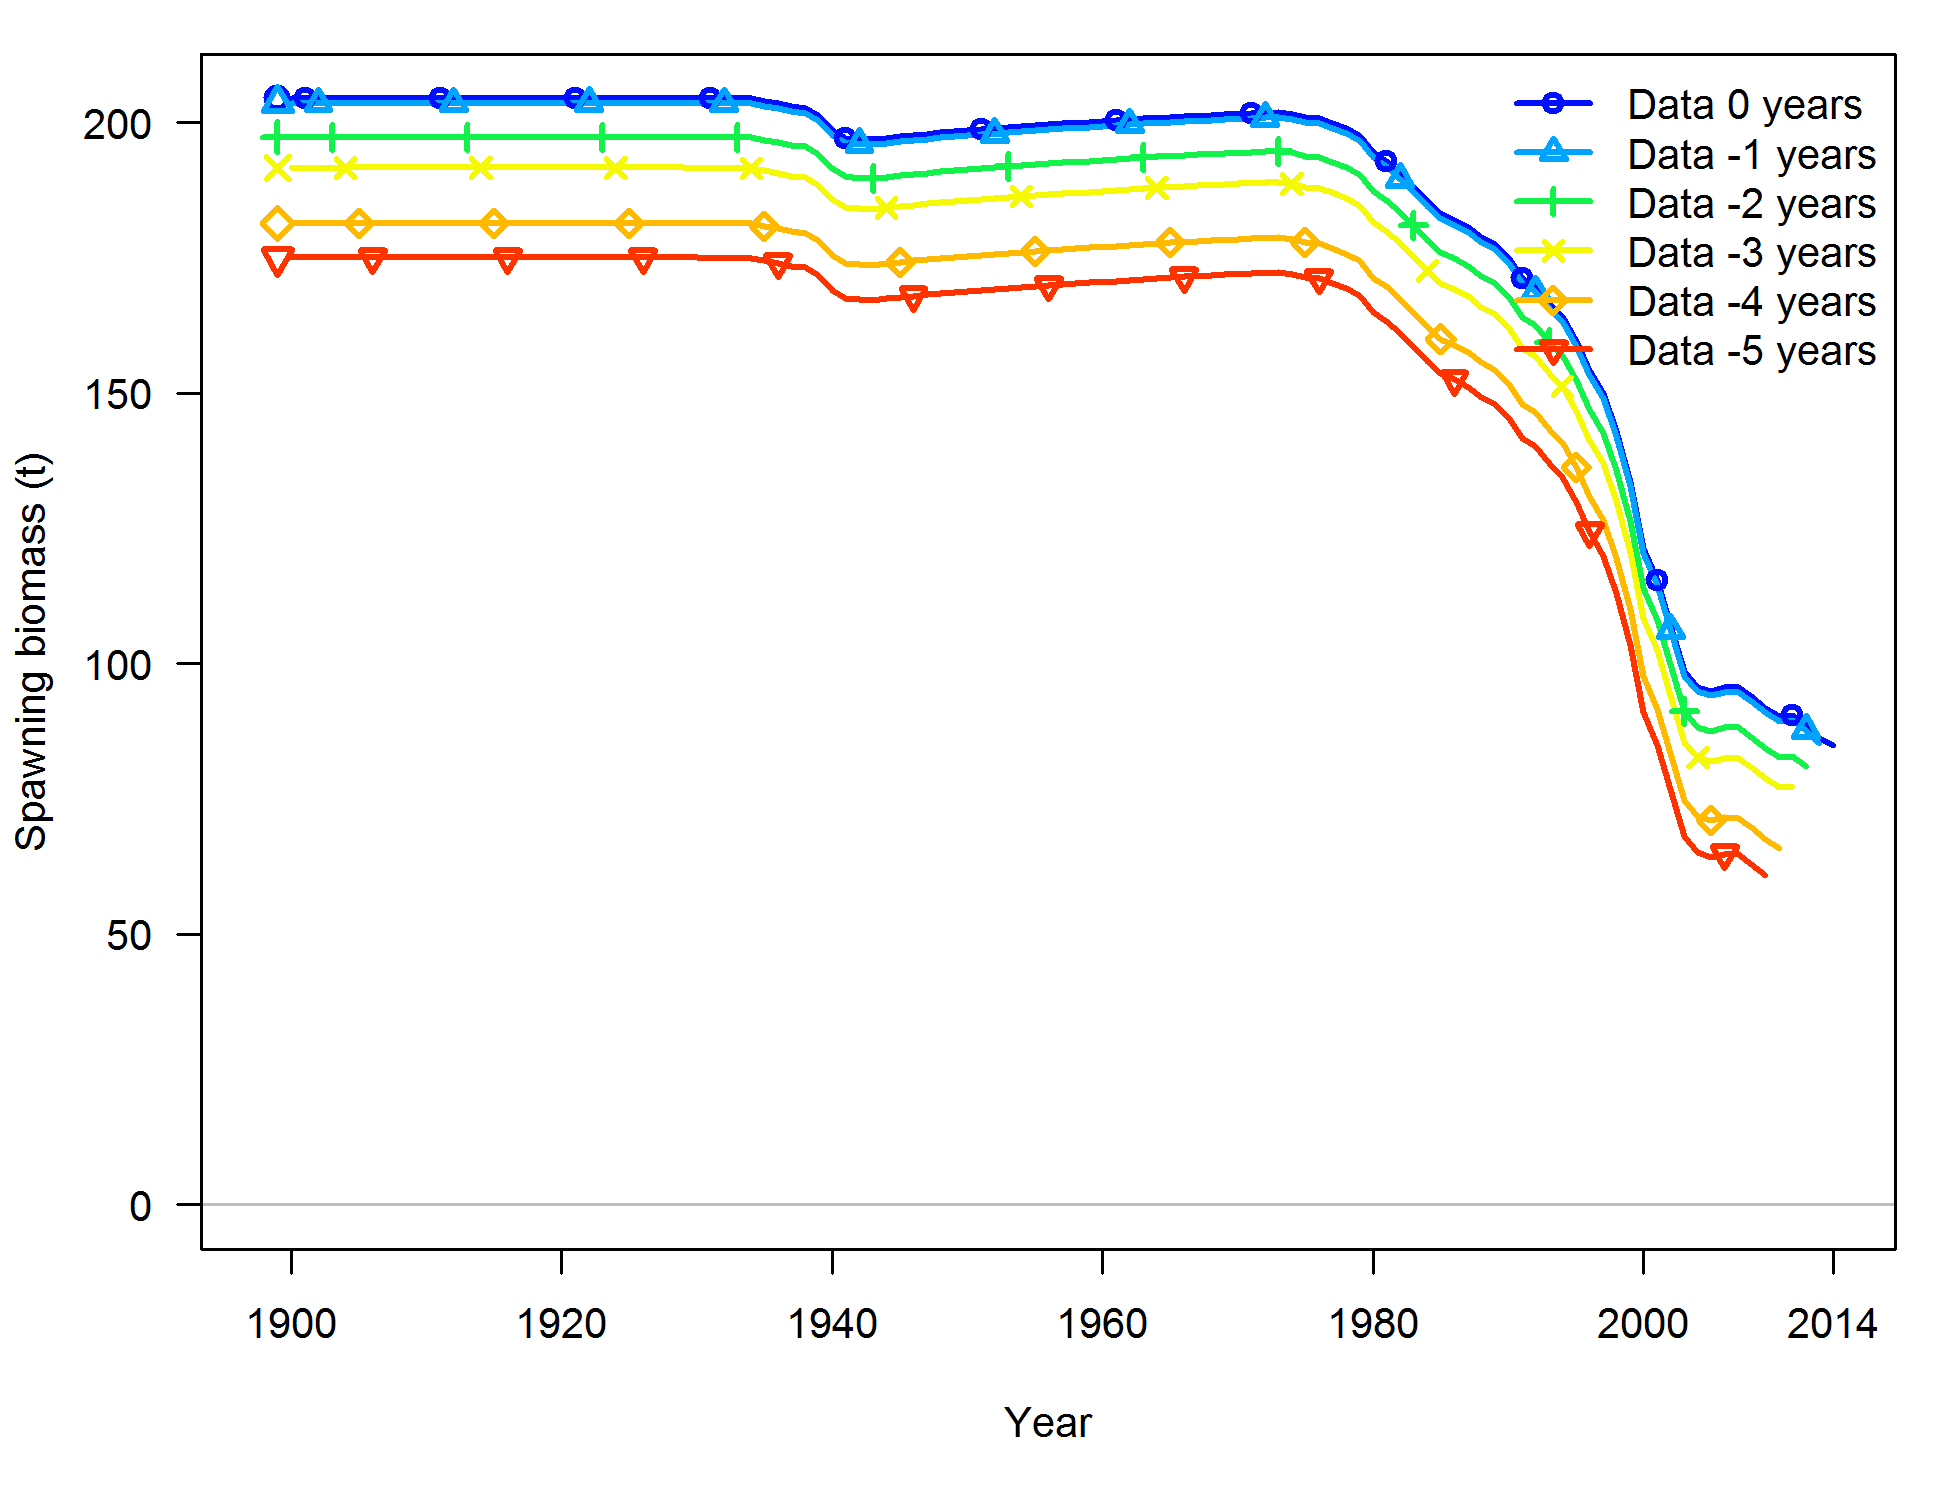 Data 0 years
Data -1 years
Data -2 years
Data -3 years
Data -4 years
Data -5 years
200
150
100
50
0
Spawning biomass (t)
1900 1920 1940 1960 1980 2000 2014
Year